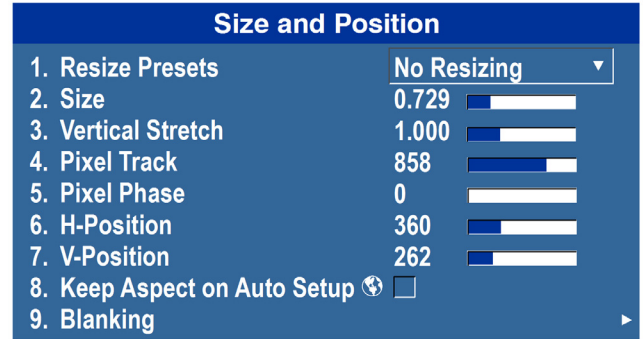 Size and Position
1. Resize Presets No Resizing
2. Size 0.729
3. Vertical Stretch 1.000
4. Pixel Track 858
5. Pixel Phase 0
6. H-Position 360
7. V-Position 262
8. Keep Aspect on Auto Setup
9. Blanking